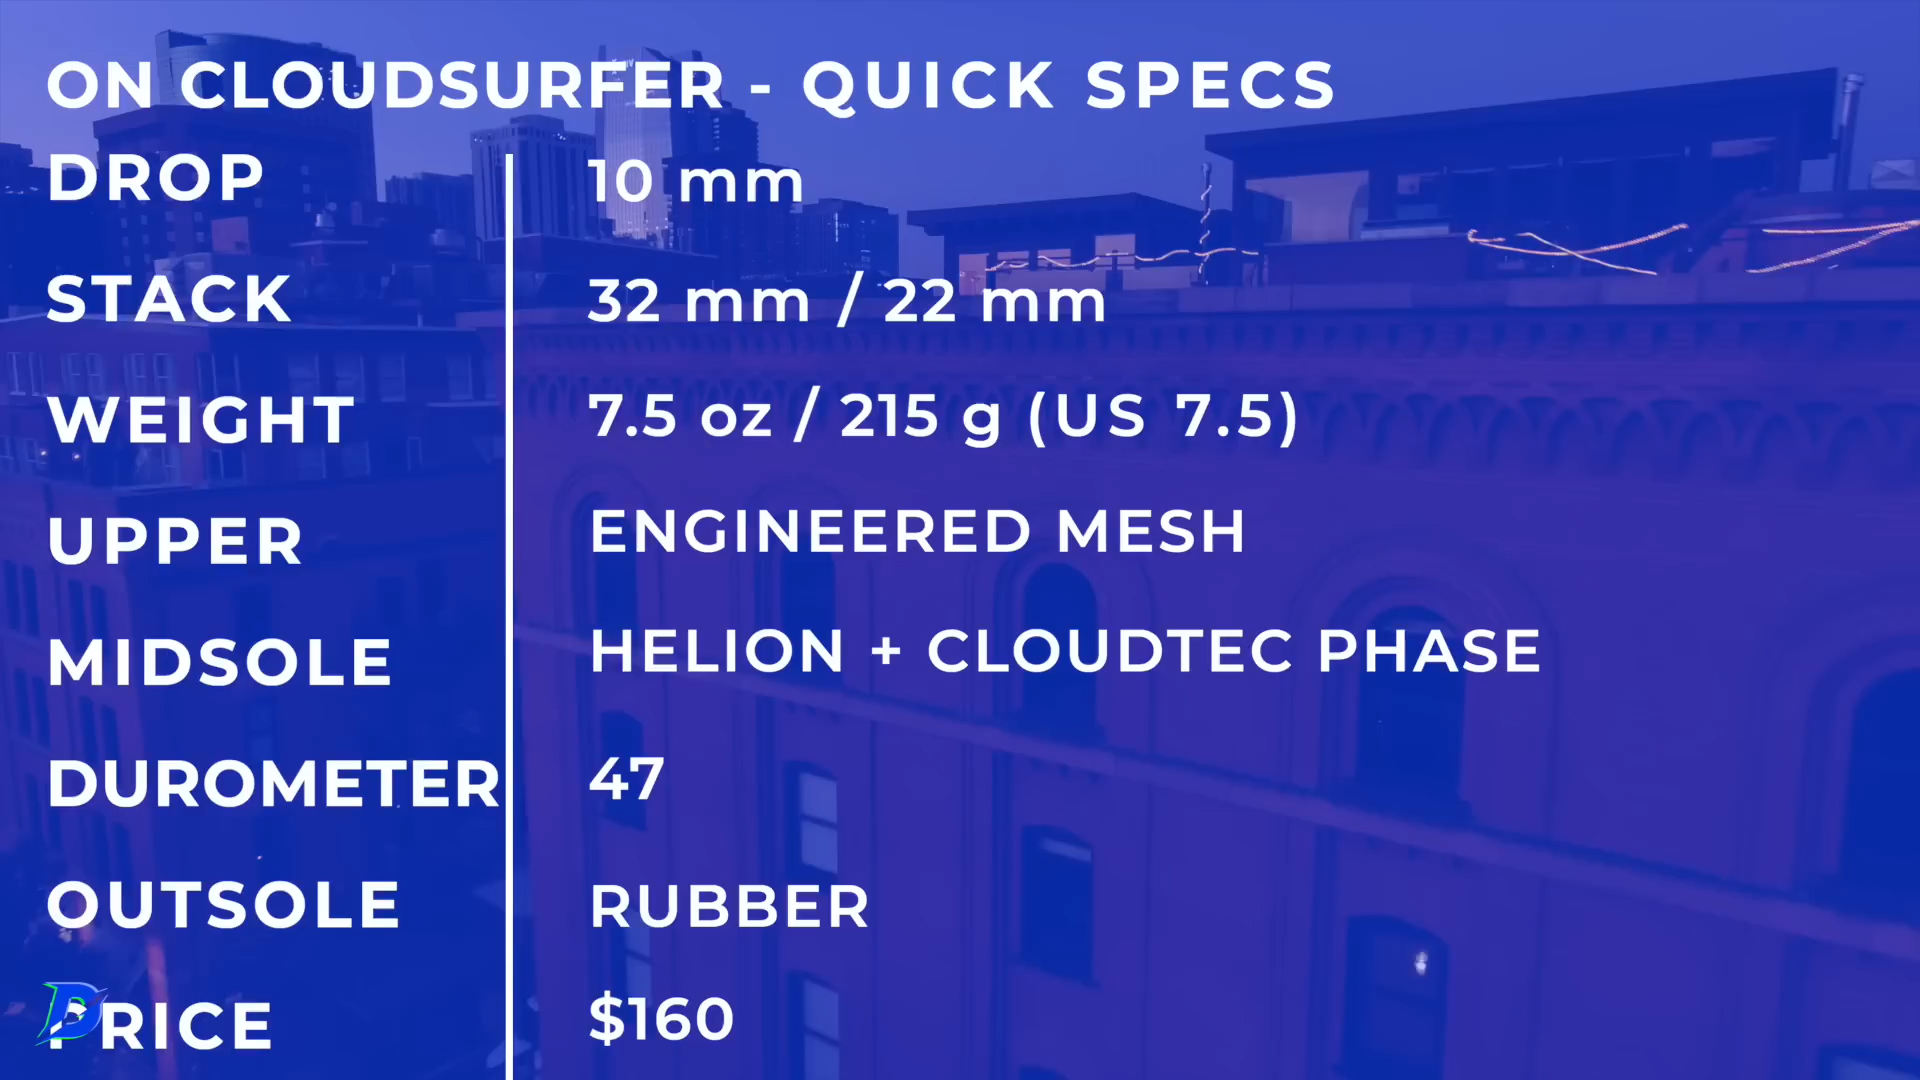 ON CLOUDSURFER - QUICK SPECS
DROP 10 mm
STACK 32 mm / 22 mm
WEIGHT 7.5 oz / 215 g (US 7.5)
UPPER ENGINEERED MESH
MIDSOLE HELION + CLOUDTEC PHASE
DUROMETER 47
OUTSOLE RUBBER
PRICE $160